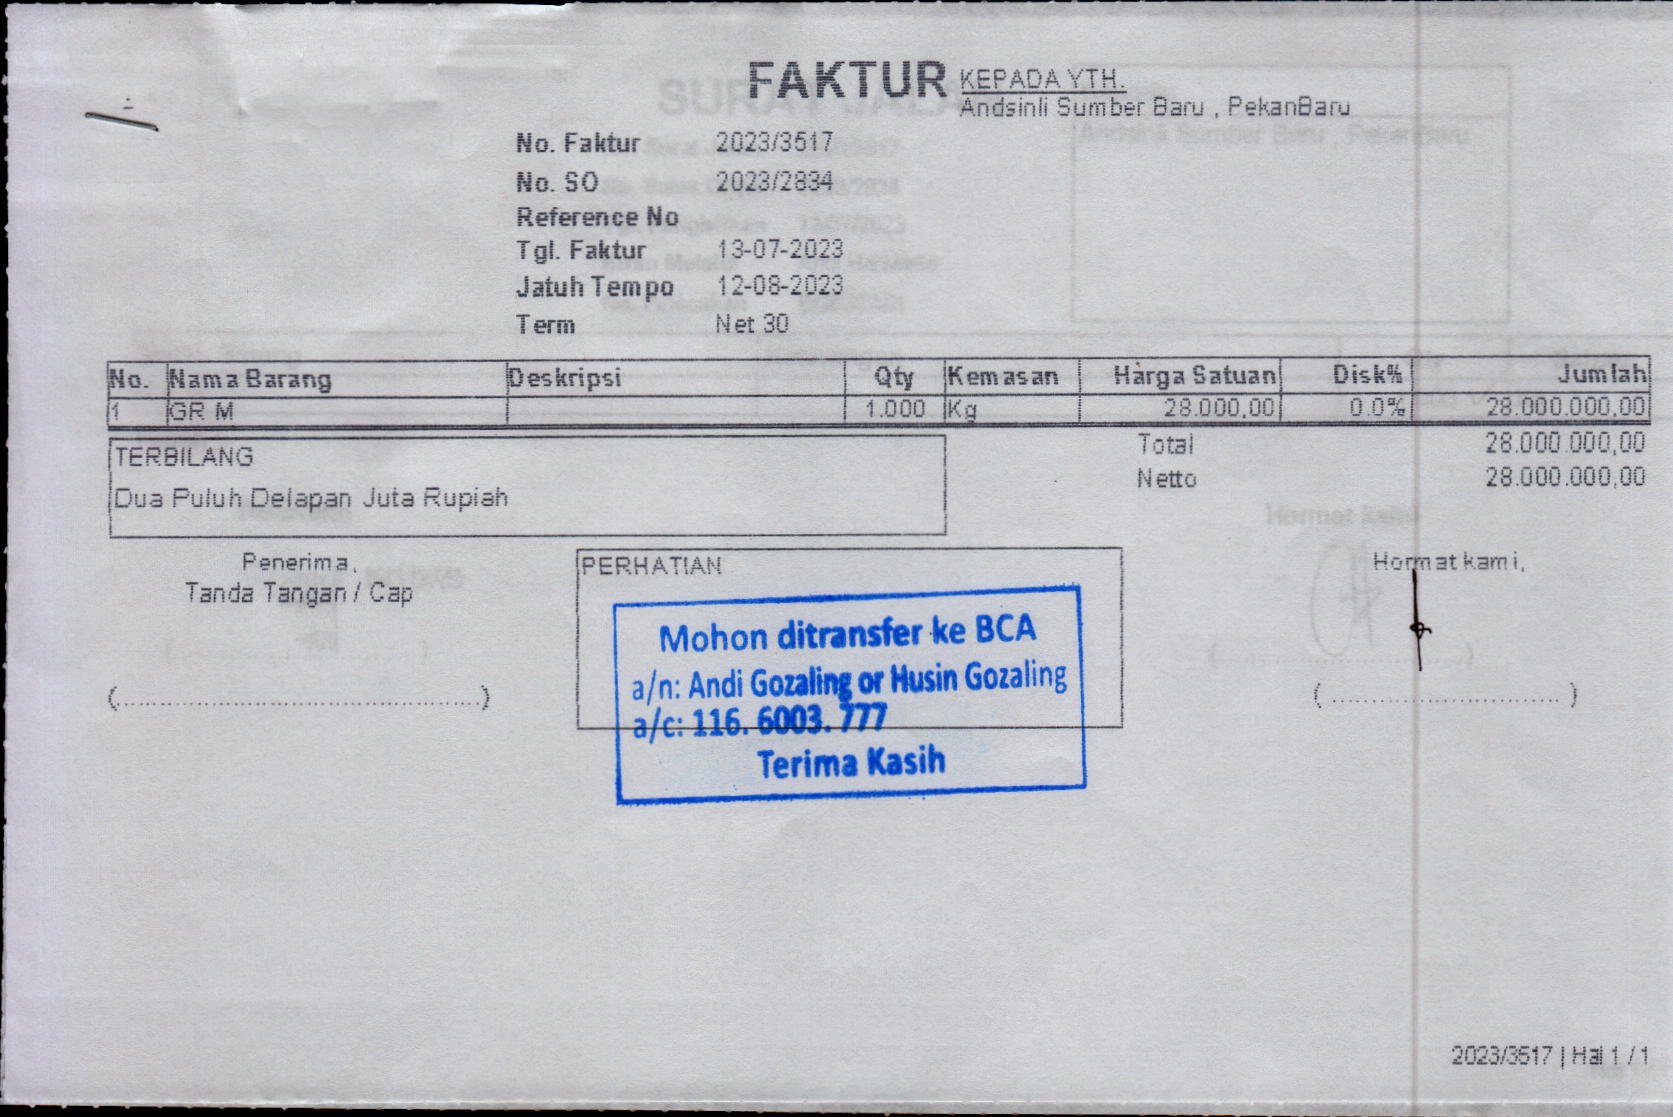 FAKTUR
KEPADA YTH.
Andsinli Sumber Baru , PekanBaru
No. Faktur 2023/3517
No. SO 2023/2834
Reference No
Tgl. Faktur 13-07-2023
Jatuh Tempo 12-08-2023
Term Net 30
No. Nama Barang Deskripsi Qty Kemasan Harga Satuan Disk% Jumlah
1 GR M 1.000 Kg 28.000,00 0.0% 28.000.000,00
Total 28.000.000,00
Netto 28.000.000,00
TERBILANG
Dua Puluh Delapan Juta Rupiah
Penerima,
Tanda Tangan / Cap
(................................................)
PERHATIAN
Mohon ditransfer ke BCA
a/n: Andi Gozaling or Husin Gozaling
a/c: 116. 6003. 777
Terima Kasih
Hormat kami,
(..............................)
2023/3517 | Hal 1 / 1